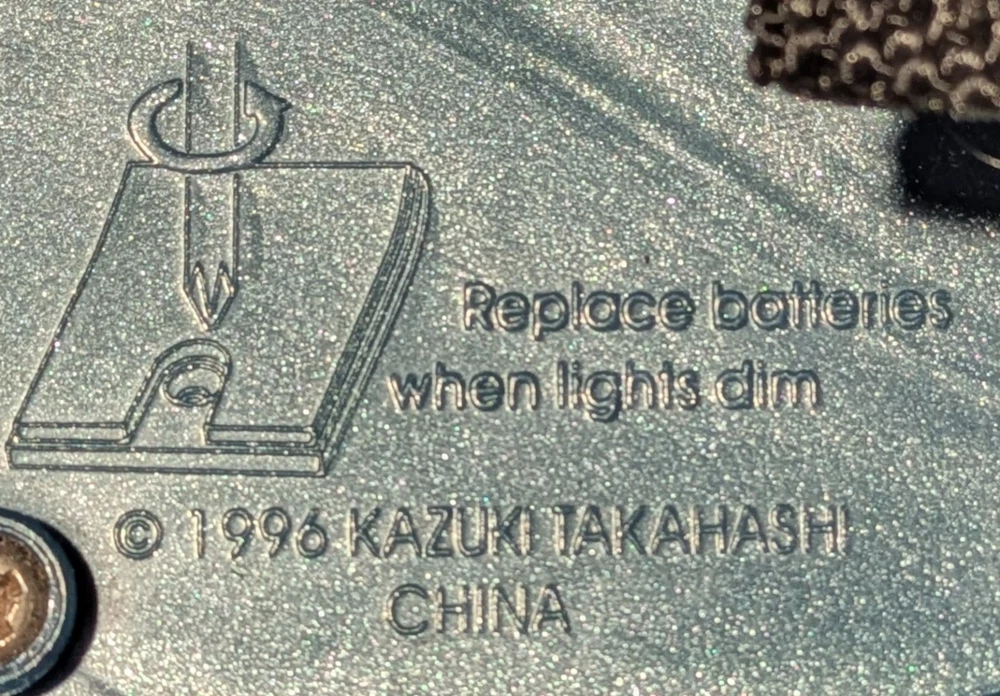 Replace batteries
when lights dim
© 1996 KAZUKI TAKAHASHI
CHINA